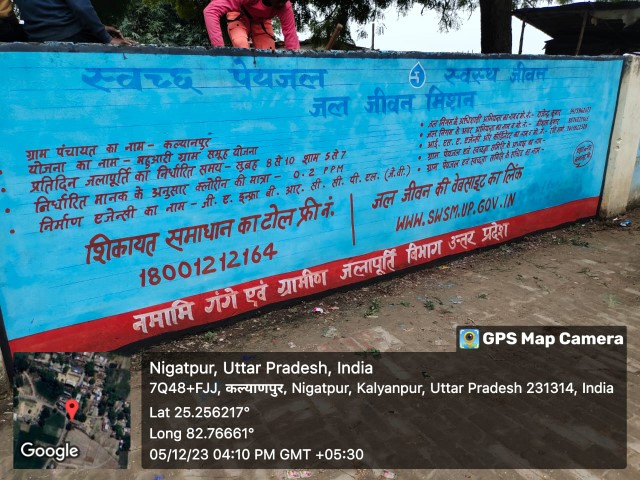 स्वच्छ पेयजल स्वस्थ जीवन
जल जीवन मिशन
ग्राम पंचायत का नाम- कल्यानपुर
योजना का नाम- महुआरी ग्राम समूह योजना
प्रतिदिन जलापूर्ति का निर्धारित समय- सुबह 8 से 10 शाम 5 से 7
निर्धारित मानक के अनुसार क्लोरीन की मात्रा- 0.2 PPM
निर्माण एजेन्सी का नाम- जी. ए. इन्फ्रा बी. आर. सी. सी. पी. एल. (जे.वी)
शिकायत समाधान का टोल फ्री नं.
18001212164
जल जीवन की वेबसाइट का लिंक
WWW.SWSM.UP.GOV.IN
नमामि गंगे एवं ग्रामीण जलापूर्ति विभाग उत्तर प्रदेश
GPS Map Camera
Nigatpur, Uttar Pradesh, India
7Q48+FJJ, कल्याणपुर, Nigatpur, Kalyanpur, Uttar Pradesh 231314, India
Lat 25.256217°
Long 82.76661°
05/12/23 04:10 PM GMT +05:30
Google